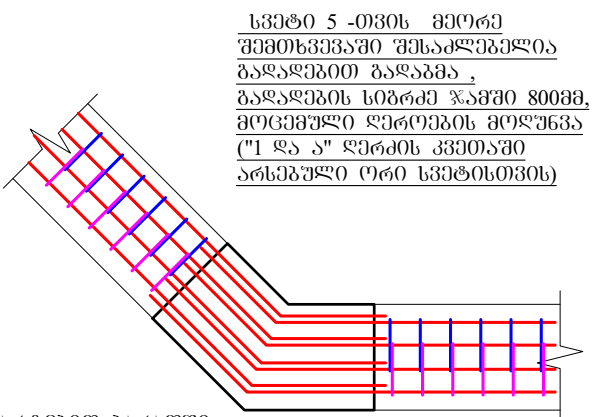 სვეტი 5 -თვის მეორე
შემთხვევაში შესაძლებელია
გადადებით გადაბმა ,
გადადების სიგრძე ჯამში 800მმ,
მოცემული ღეროების მოღუნვა
("1 და ა" ღერძის კვეთაში
არსებული ორი სვეტისთვის)